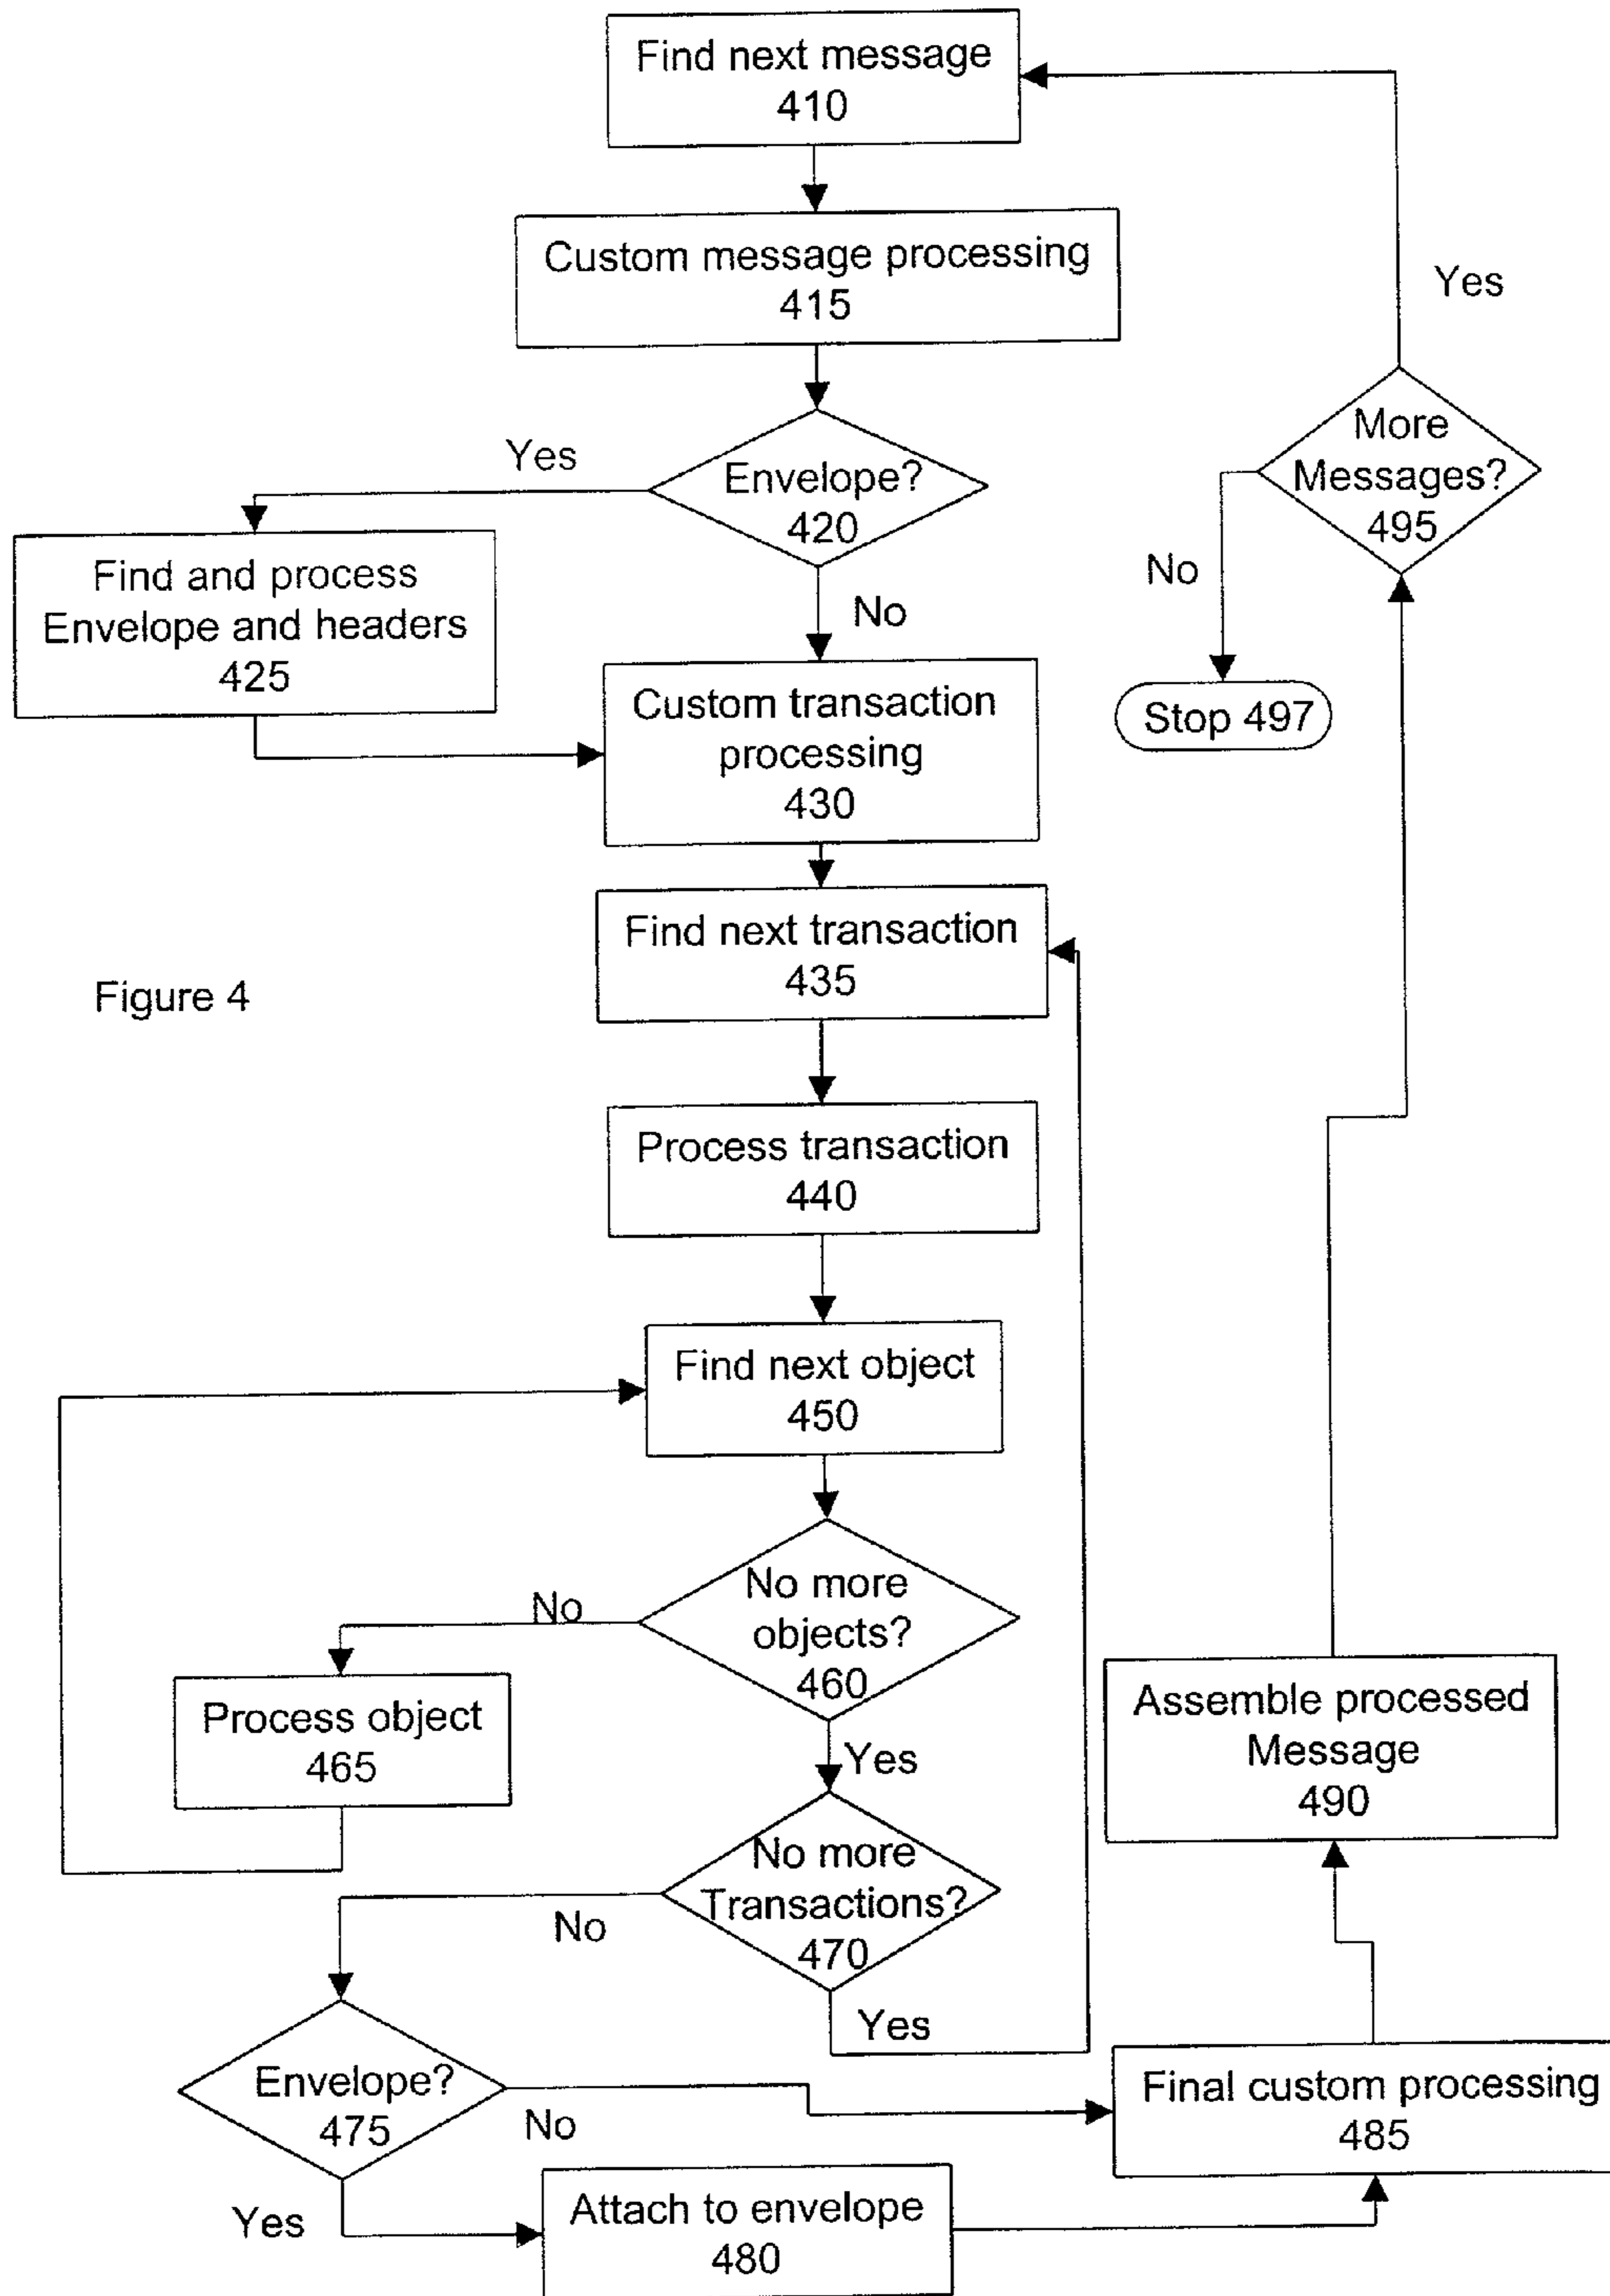 Find next message
410
Custom message processing
415
Yes
Yes
More
Messages?
495
Envelope?
420
No
Find and process
Envelope and headers
425
No
Custom transaction
processing
430
Stop 497
Find next transaction
435
Figure 4
Process transaction
440
Find next object
450
No more
objects?
460
No
Process object
465
Yes
Assemble processed
Message
490
No more
Transactions?
470
No
Yes
Envelope?
475
No
Final custom processing
485
Yes
Attach to envelope
480